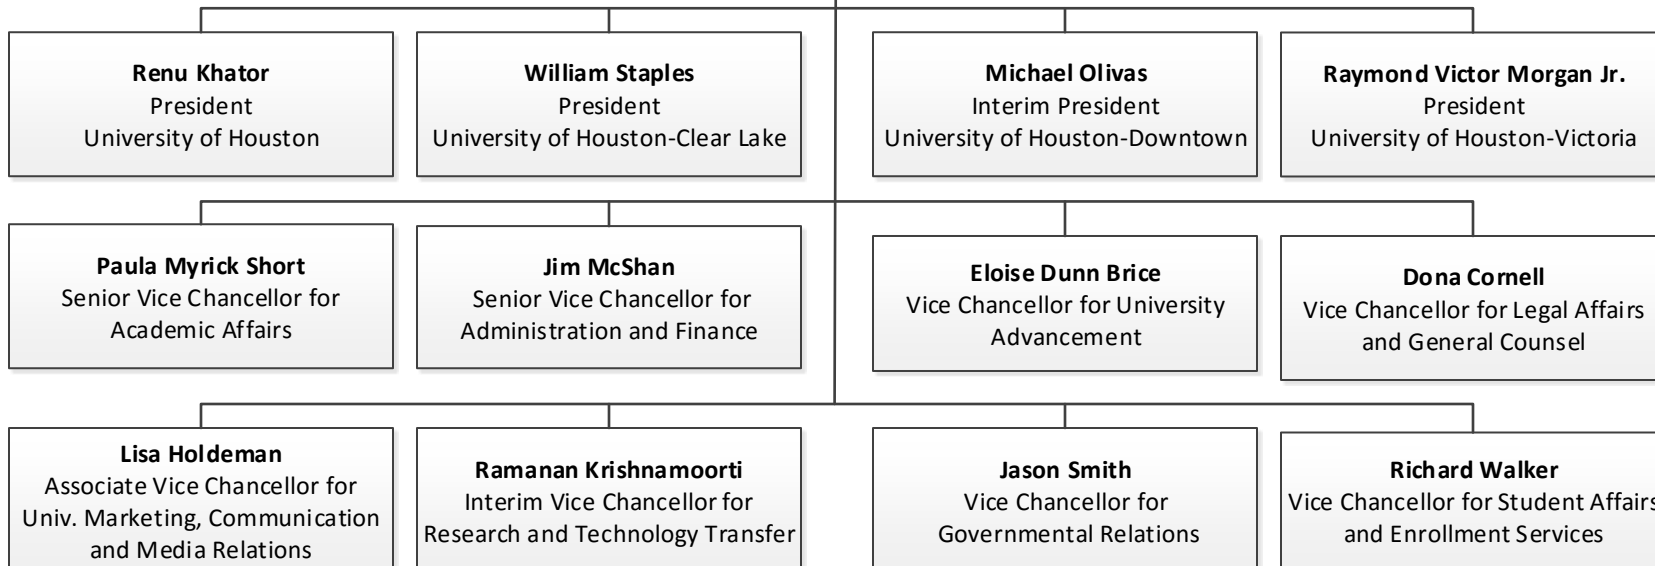 Renu Khator
President
University of Houston
William Staples
President
University of Houston-Clear Lake
Michael Olivas
Interim President
University of Houston-Downtown
Raymond Victor Morgan Jr.
President
University of Houston-Victoria
Paula Myrick Short
Senior Vice Chancellor for
Academic Affairs
Jim McShan
Senior Vice Chancellor for
Administration and Finance
Eloise Dunn Brice
Vice Chancellor for University
Advancement
Dona Cornell
Vice Chancellor for Legal Affairs
and General Counsel
Lisa Holdeman
Associate Vice Chancellor for
Univ. Marketing, Communication
and Media Relations
Ramanan Krishnamoorti
Interim Vice Chancellor for
Research and Technology Transfer
Jason Smith
Vice Chancellor for
Governmental Relations
Richard Walker
Vice Chancellor for Student Affairs
and Enrollment Services